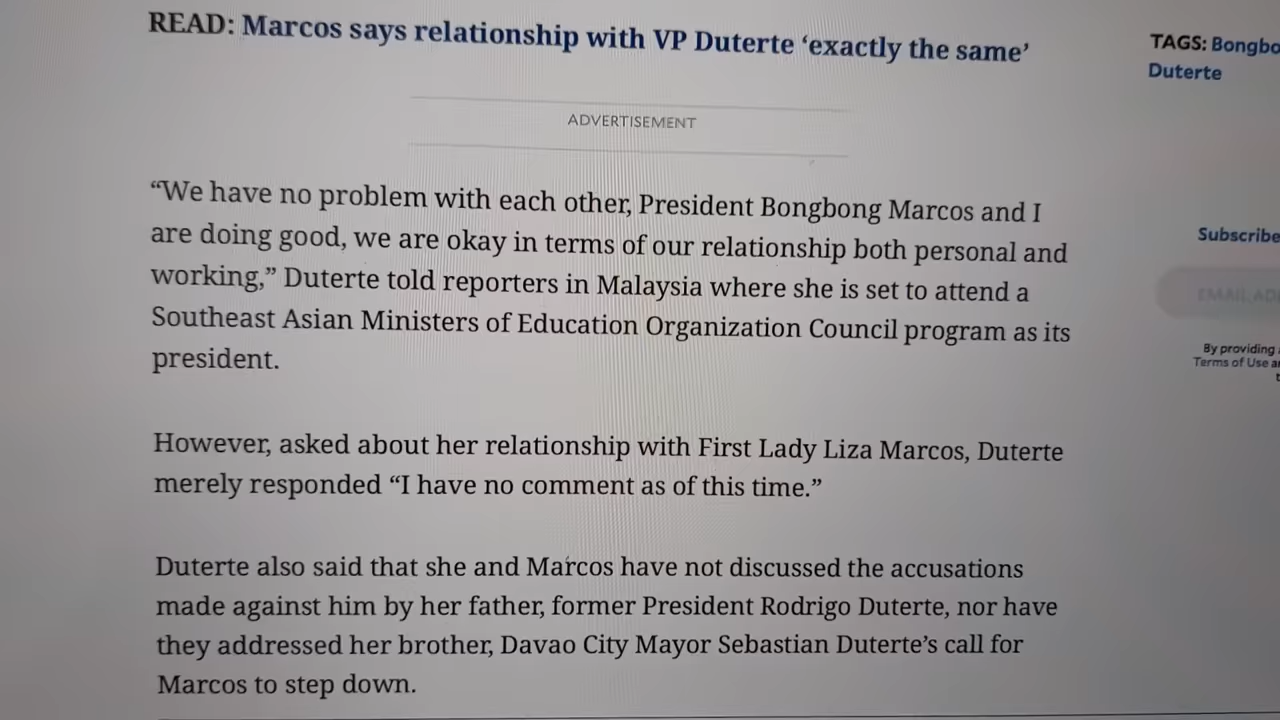 READ: Marcos says relationship with VP Duterte ‘exactly the same’
ADVERTISEMENT
“We have no problem with each other, President Bongbong Marcos and I
are doing good, we are okay in terms of our relationship both personal and
working,” Duterte told reporters in Malaysia where she is set to attend a
Southeast Asian Ministers of Education Organization Council program as its
president.
However, asked about her relationship with First Lady Liza Marcos, Duterte
merely responded “I have no comment as of this time.”
Duterte also said that she and Marcos have not discussed the accusations
made against him by her father, former President Rodrigo Duterte, nor have
they addressed her brother, Davao City Mayor Sebastian Duterte’s call for
Marcos to step down.
TAGS: Bongbo
Duterte
Subscribe
EMAIL AD
By providing
Terms of Use